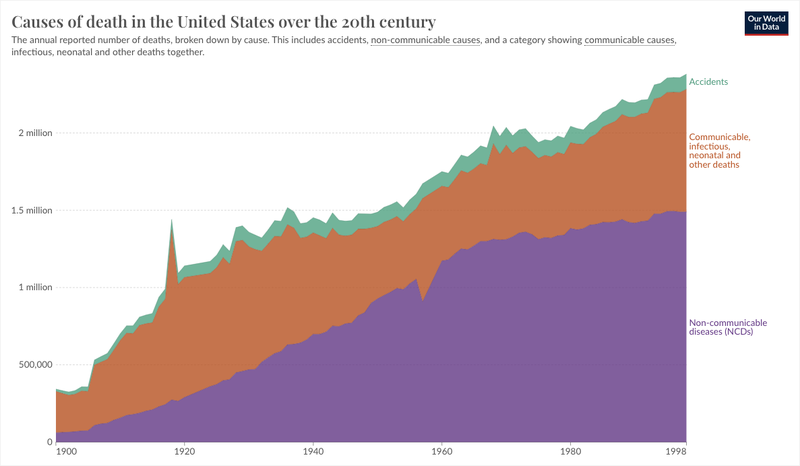 Causes of death in the United States over the 20th century
Our World
in Data
The annual reported number of deaths, broken down by cause. This includes accidents, non-communicable causes, and a category showing communicable causes,
infectious, neonatal and other deaths together.
Accidents
2 million
Communicable,
infectious,
neonatal and
other deaths
1.5 million
1 million
Non-communicable
diseases (NCDs)
500,000
0
1900
1920
1940
1960
1980
1998